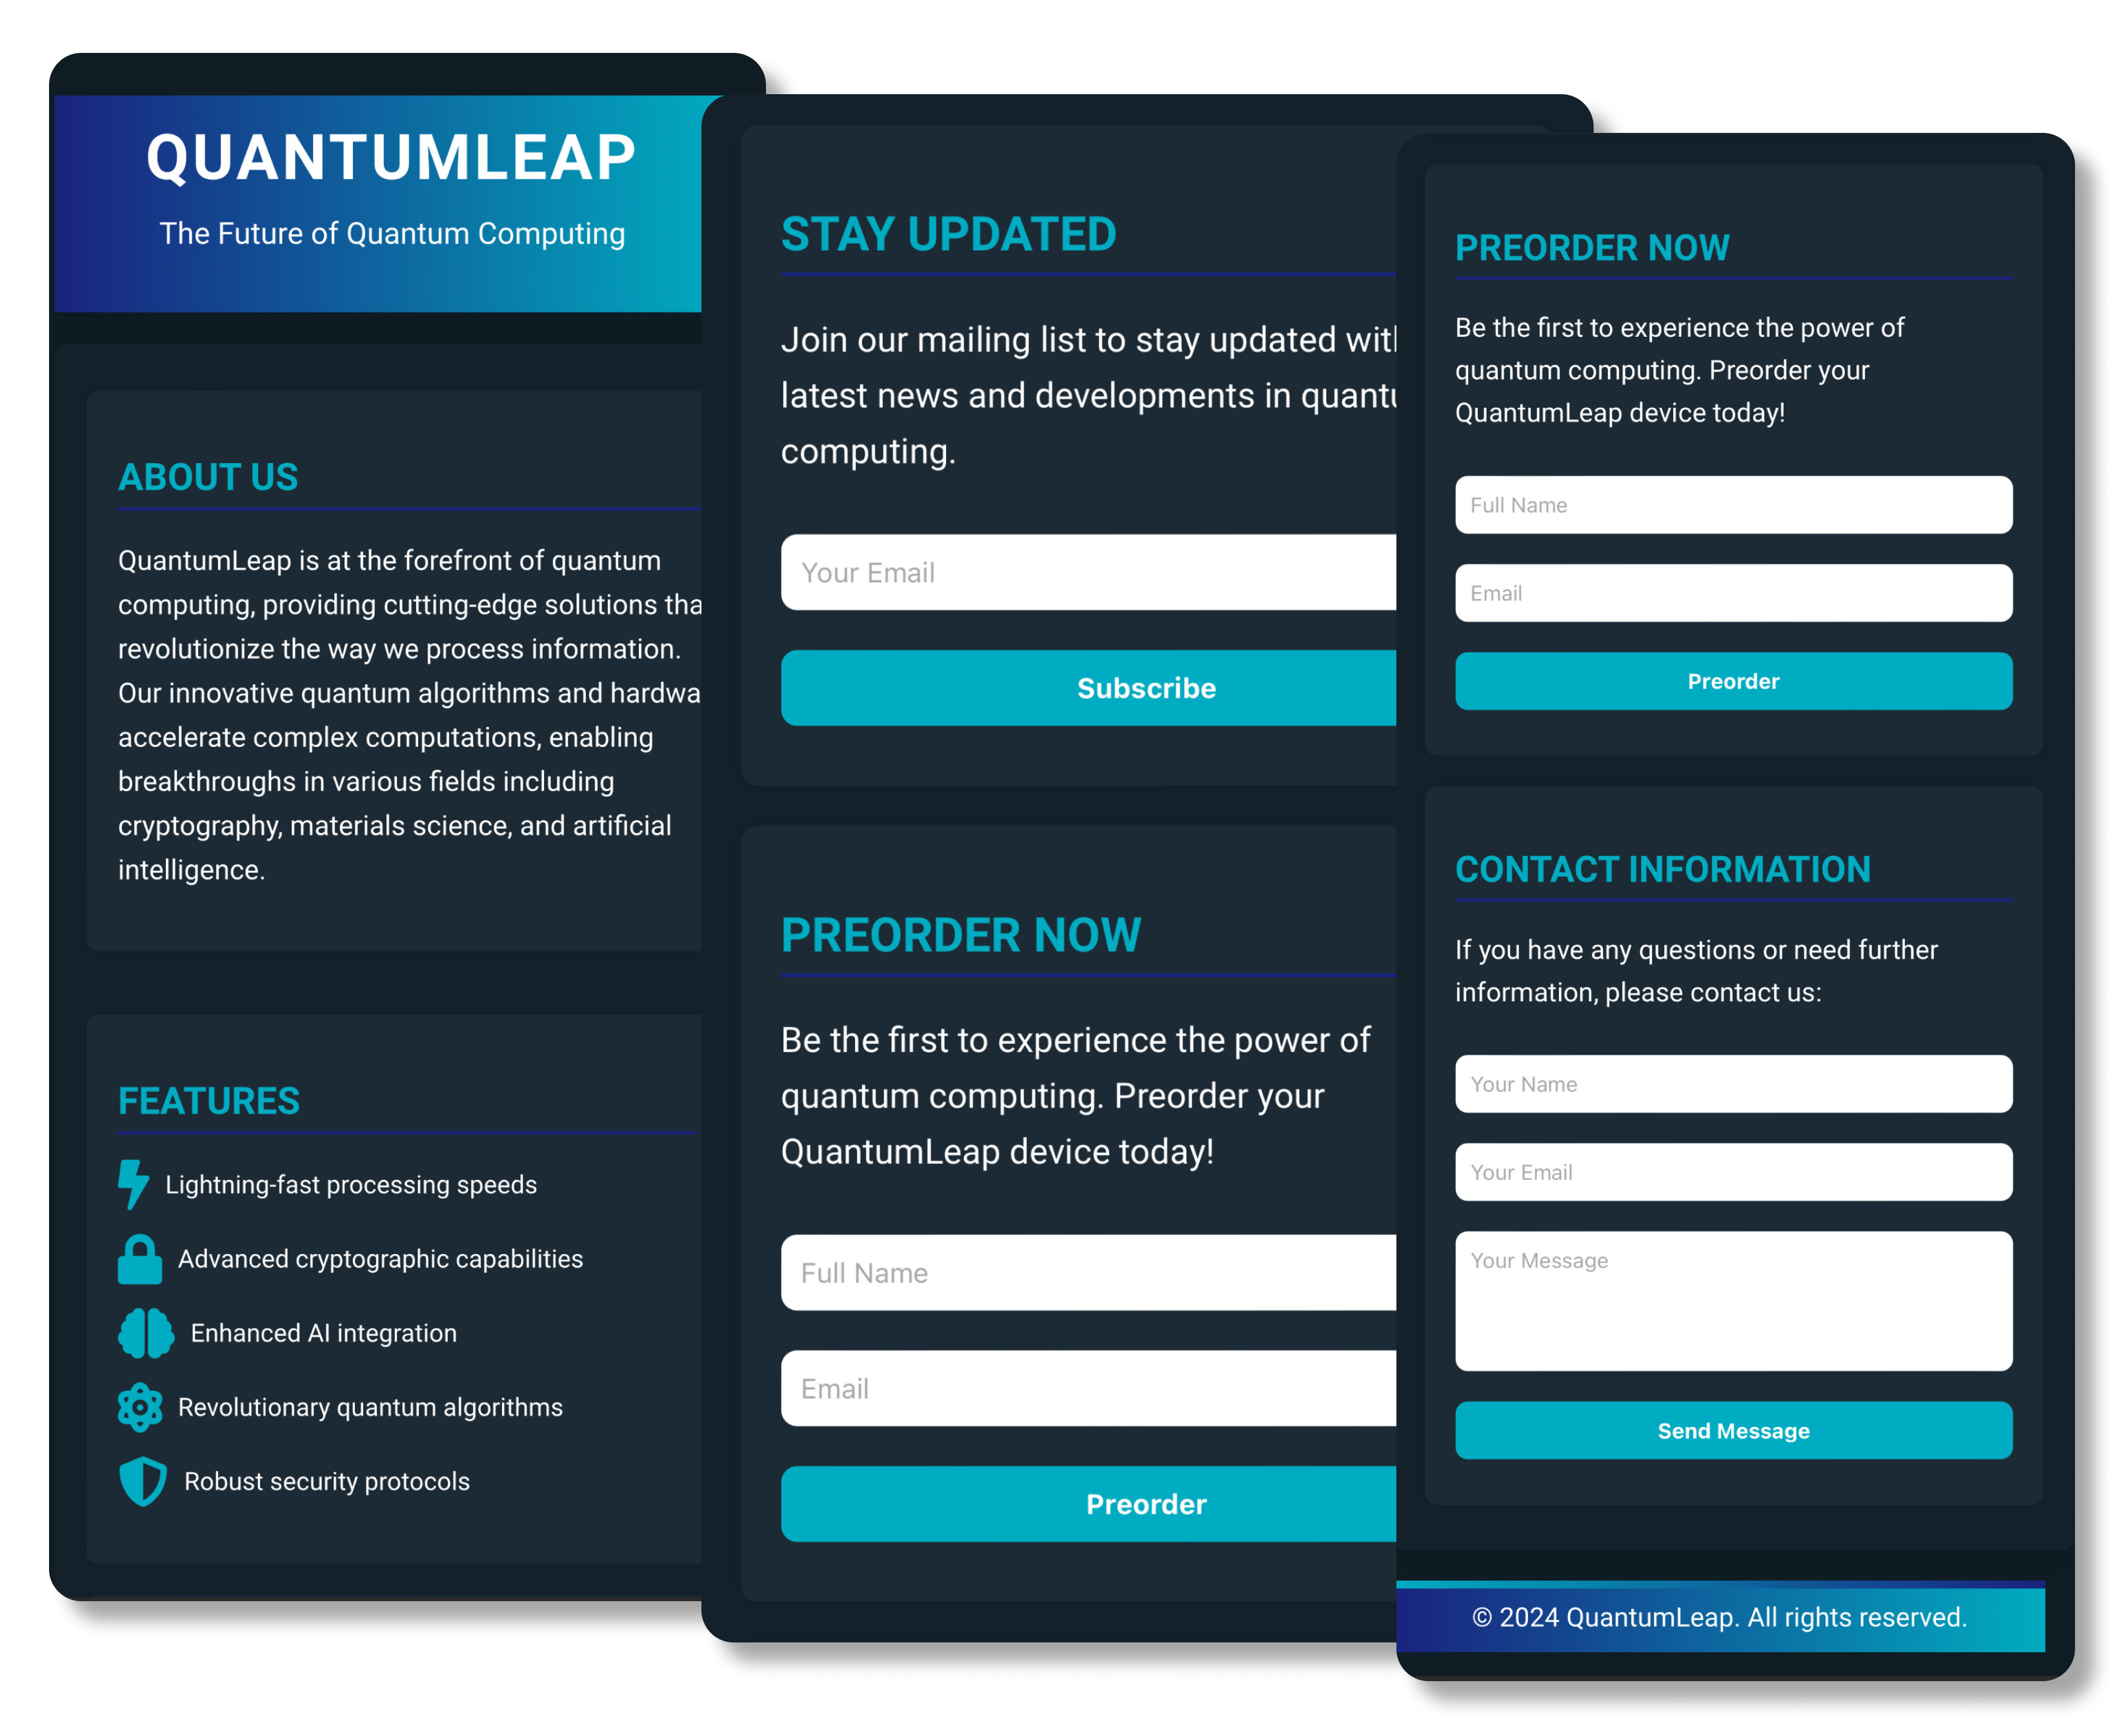 QUANTUMLEAP
The Future of Quantum Computing
ABOUT US
QuantumLeap is at the forefront of quantum
computing, providing cutting-edge solutions tha
revolutionize the way we process information.
Our innovative quantum algorithms and hardwa
accelerate complex computations, enabling
breakthroughs in various fields including
cryptography, materials science, and artificial
intelligence.
FEATURES
Lightning-fast processing speeds
Advanced cryptographic capabilities
Enhanced AI integration
Revolutionary quantum algorithms
Robust security protocols
STAY UPDATED
Join our mailing list to stay updated with
latest news and developments in quantu
computing.
Your Email
Subscribe
PREORDER NOW
Be the first to experience the power of
quantum computing. Preorder your
QuantumLeap device today!
Full Name
Email
Preorder
PREORDER NOW
Be the first to experience the power of
quantum computing. Preorder your
QuantumLeap device today!
Full Name
Email
Preorder
CONTACT INFORMATION
If you have any questions or need further
information, please contact us:
Your Name
Your Email
Your Message
Send Message
© 2024 QuantumLeap. All rights reserved.